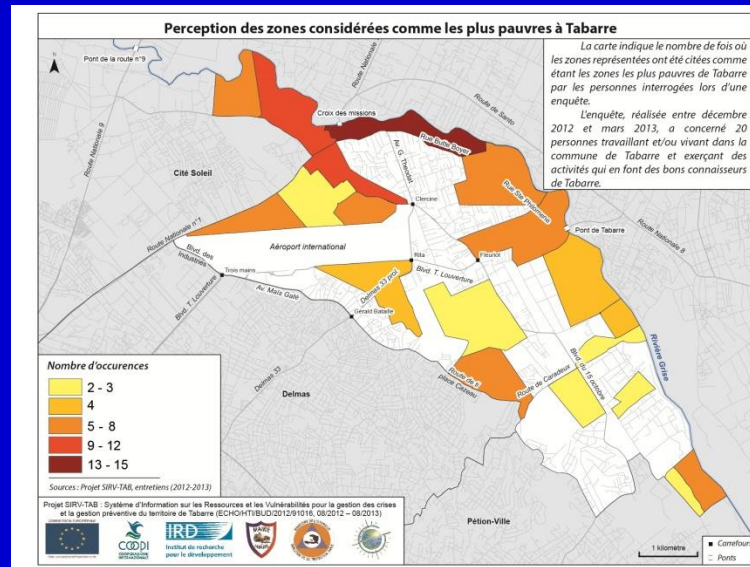 Perception des zones considérées comme les plus pauvres à Tabarre
La carte indique le nombre de fois où
les zones représentées ont été citées comme
étant les zones les plus pauvres de Tabarre
par les personnes interrogées lors d'une
enquête.
L'enquête, réalisée entre décembre
2012 et mars 2013, a concerné 20
personnes travaillant et/ou vivant dans la
commune de Tabarre et exerçant des
activités qui en font des bons connaisseurs
de Tabarre.
N
Pont de la route n°9
Route Nationale
Croix des missions
Route de Santo
Rue Butte Boyer
Route Nationale 9
Av. G. Theodat
Cité Soleil
Rue Ste Philomene
Clercine
Route Nationale n°1
Pont de Tabarre
Route Nationale 8
Aéroport international
Blvd. des
Industries
Rita
Fleuriot
Trois mains
Blvd. T. Louverture
Delmas 33 prol.
Av. Maïs Gaté
Blvd. T. Louverture
Gérald Bataille
Rivière Grise
Nombre d'occurences
2 - 3
4
5 - 8
9 - 12
13 - 15
Sources : Projet SIRV-TAB, entretiens (2012-2013)
Delmas 33
Delmas
Route de
place Cazeau
Route de Caradeux
Blvd. du 15 octobre
Pétion-Ville
Projet SIRV-TAB : Système d'Information sur les Ressources et les Vulnérabilités pour la gestion des crises
et la gestion préventive du territoire de Tabarre (ECHO/HTI/BUD/2012/91016, 08/2012 – 08/2013)
COOPI
IRD
Institut de recherche
pour le développement
MAIRIE
1 kilomètre
Carrefours
Ponts